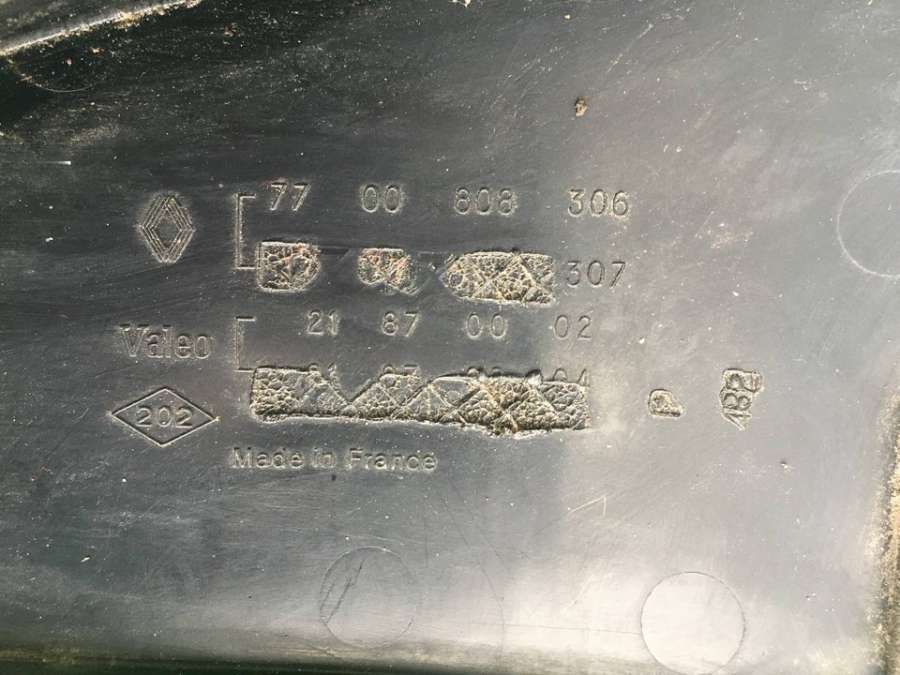 77 00 808 306
307
Valeo 21 87 00 02
202
Made in France